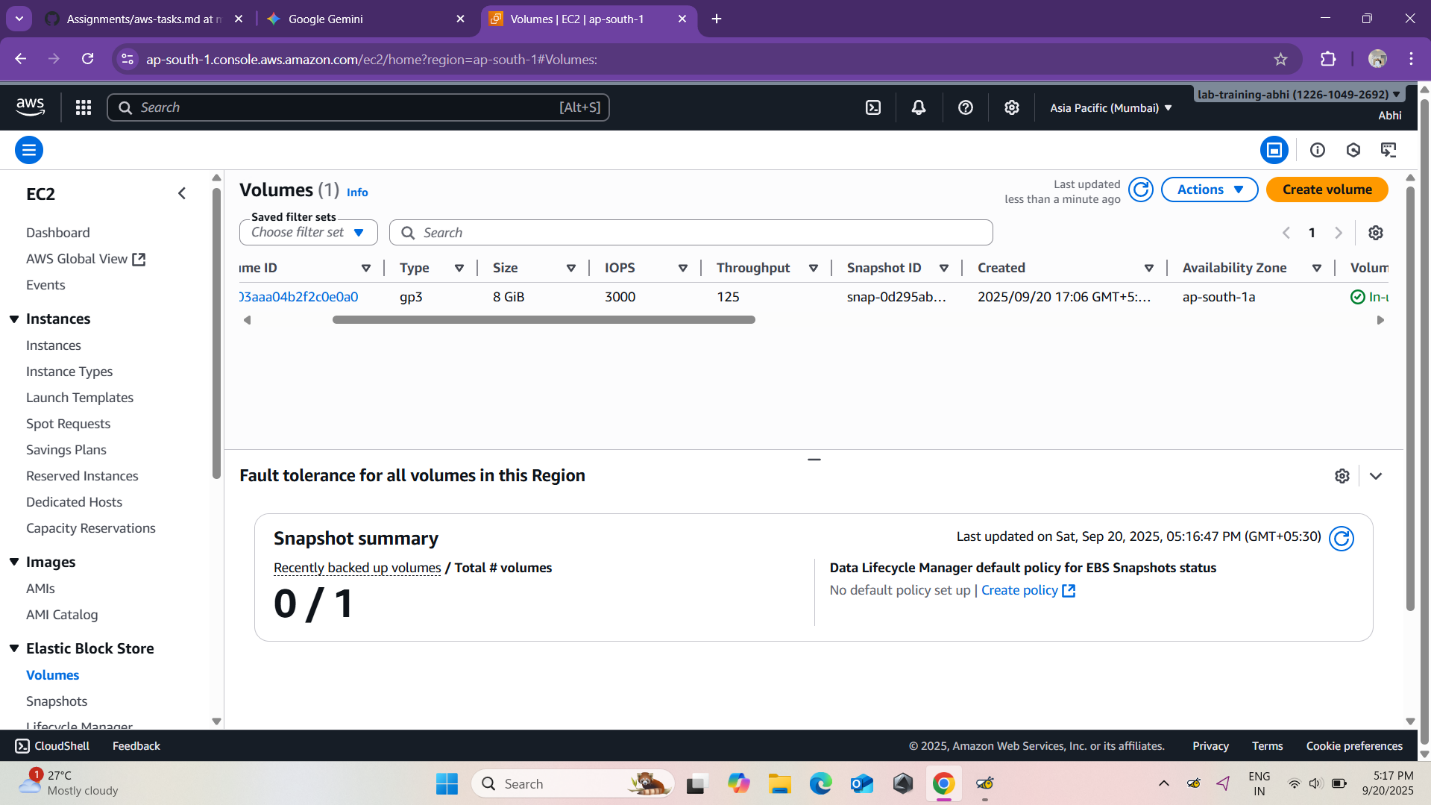 Assignments/aws-tasks.md at n
Google Gemini
Volumes | EC2 | ap-south-1
ap-south-1.console.aws.amazon.com/ec2/home?region=ap-south-1#Volumes:
aws
Search
[Alt+S]
Asia Pacific (Mumbai)
lab-training-abhi (1226-1049-2692)
Abhi
EC2
Dashboard
AWS Global View
Events
Instances
Instances
Instance Types
Launch Templates
Spot Requests
Savings Plans
Reserved Instances
Dedicated Hosts
Capacity Reservations
Images
AMIs
AMI Catalog
Elastic Block Store
Volumes
Snapshots
Lifecycle Manager
Volumes (1) Info
Last updated
less than a minute ago
Actions
Create volume
Saved filter sets
Choose filter set
Search
1
me ID Type Size IOPS Throughput Snapshot ID Created Availability Zone Volum
03aaa04b2f2c0e0a0 gp3 8 GiB 3000 125 snap-0d295ab... 2025/09/20 17:06 GMT+5:... ap-south-1a In-u
Fault tolerance for all volumes in this Region
Snapshot summary
Last updated on Sat, Sep 20, 2025, 05:16:47 PM (GMT+05:30)
Recently backed up volumes / Total # volumes
0 / 1
Data Lifecycle Manager default policy for EBS Snapshots status
No default policy set up | Create policy
CloudShell
Feedback
© 2025, Amazon Web Services, Inc. or its affiliates.
Privacy
Terms
Cookie preferences
1
27°C
Mostly cloudy
Search
ENG
IN
5:17 PM
9/20/2025